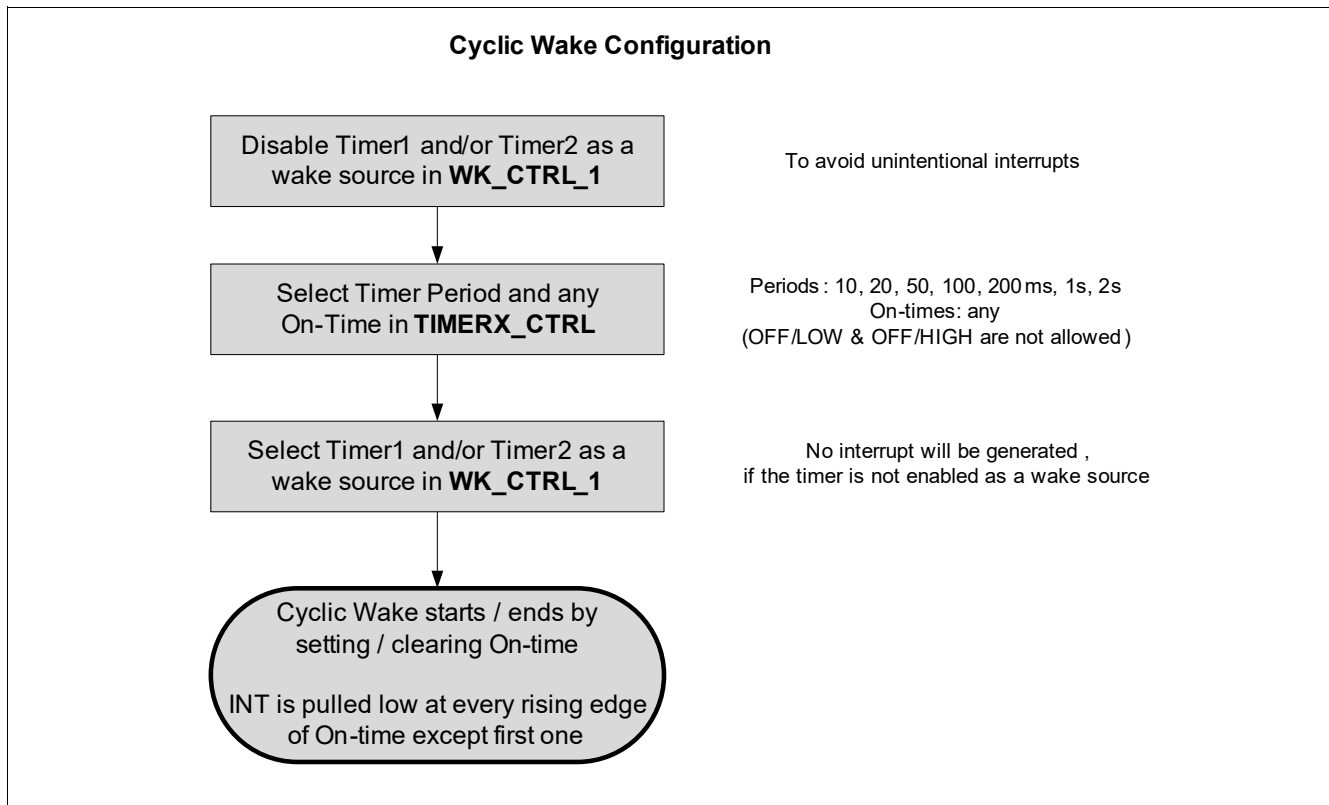 Cyclic Wake Configuration
Disable Timer1 and/or Timer2 as a
wake source in WK_CTRL_1
To avoid unintentional interrupts
Select Timer Period and any
On-Time in TIMERX_CTRL
Periods : 10, 20, 50, 100, 200 ms, 1s, 2s
On-times: any
(OFF/LOW & OFF/HIGH are not allowed )
Select Timer1 and/or Timer2 as a
wake source in WK_CTRL_1
No interrupt will be generated ,
if the timer is not enabled as a wake source
Cyclic Wake starts / ends by
setting / clearing On-time
INT is pulled low at every rising edge
of On-time except first one